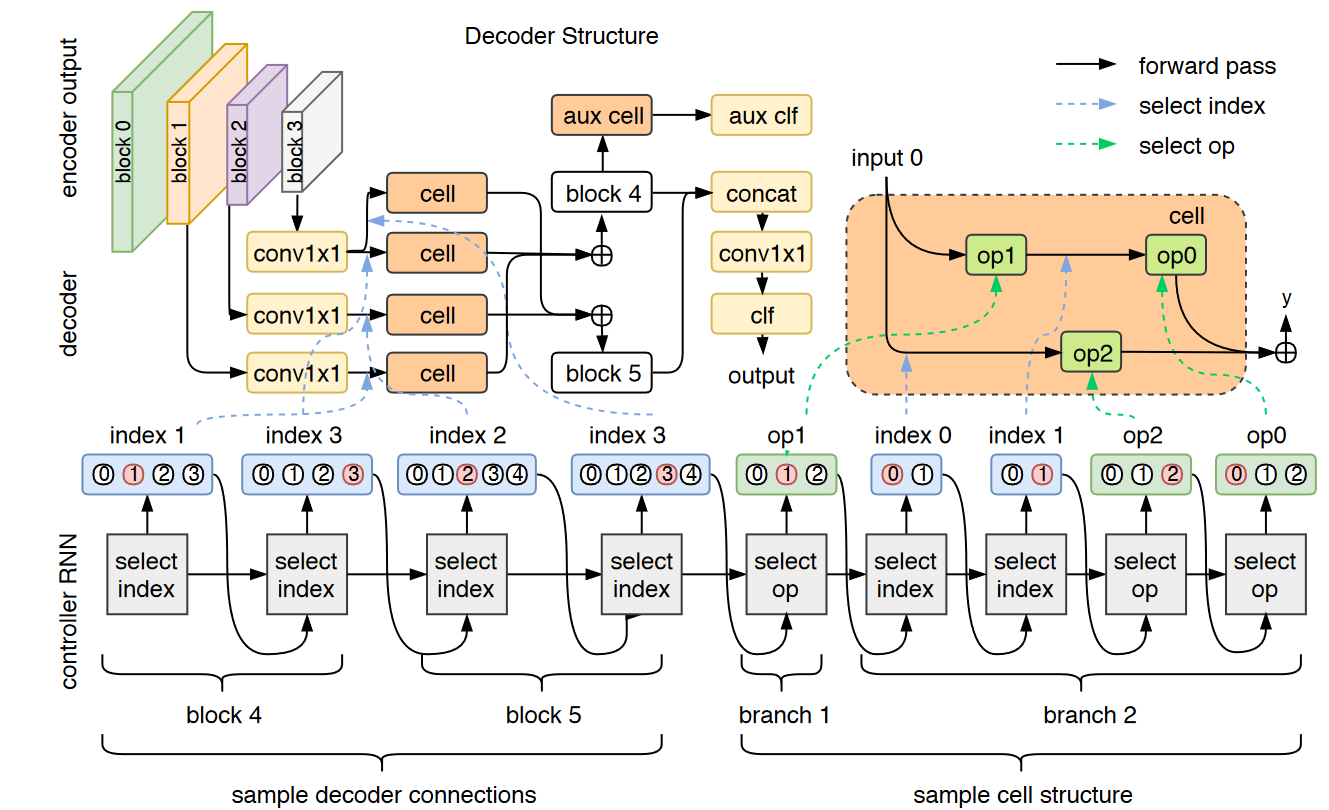 Decoder Structure
encoder output
decoder
controller RNN
block 0
block 1
block 2
block 3
conv1x1
conv1x1
conv1x1
cell
cell
cell
cell
aux cell
aux clf
block 4
concat
conv1x1
clf
block 5
output
forward pass
select index
select op
input 0
cell
op1
op0
op2
y
index 1
index 3
index 2
index 3
op1
index 0
index 1
op2
op0
0 1 2 3
0 1 2 3
0 1 2 3 4
0 1 2 3 4
0 1 2
0 1
0 1
0 1 2
0 1 2
select
index
select
index
select
index
select
index
select
op
select
index
select
index
select
op
select
op
block 4
block 5
branch 1
branch 2
sample decoder connections
sample cell structure